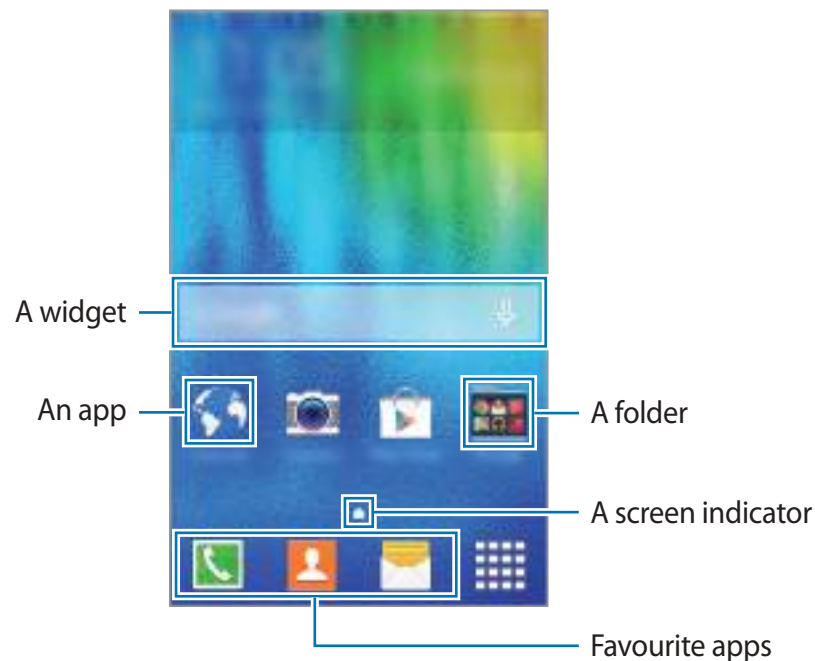 A widget
An app
A folder
A screen indicator
Favourite apps